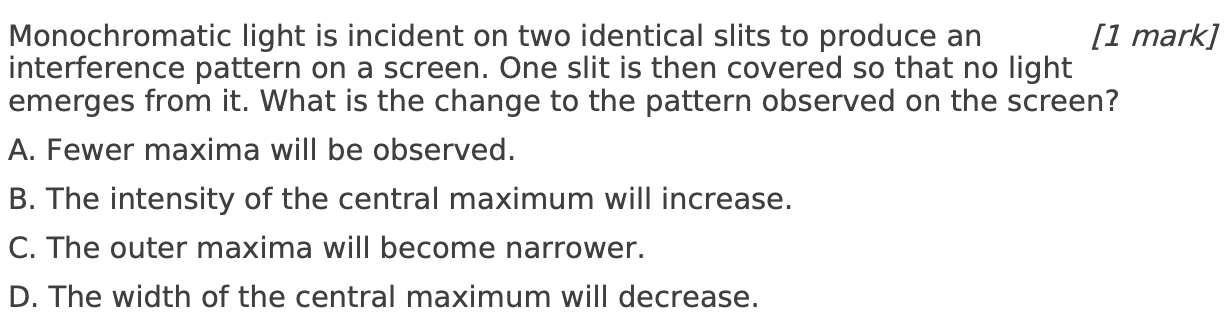 Monochromatic light is incident on two identical slits to produce an [1 mark]
interference pattern on a screen. One slit is then covered so that no light
emerges from it. What is the change to the pattern observed on the screen?
A. Fewer maxima will be observed.
B. The intensity of the central maximum will increase.
C. The outer maxima will become narrower.
D. The width of the central maximum will decrease.